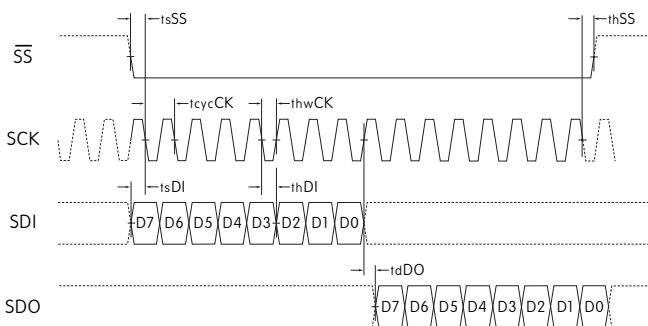 tsSS
thSS
SS
SCK
tcycCK
thwCK
tsDI
thDI
SDI
D7 D6 D5 D4 D3 D2 D1 D0
tdDO
SDO
D7 D6 D5 D4 D3 D2 D1 D0